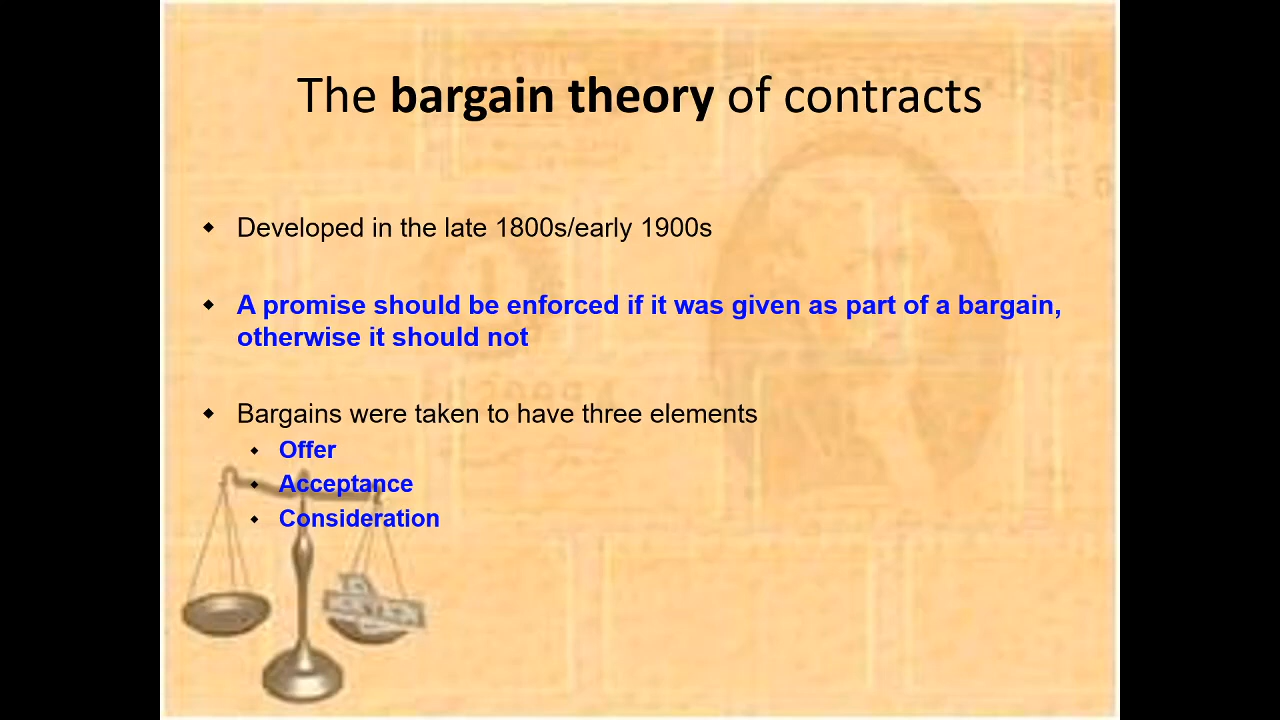 The bargain theory of contracts
Developed in the late 1800s/early 1900s
A promise should be enforced if it was given as part of a bargain,
otherwise it should not
Bargains were taken to have three elements
Offer
Acceptance
Consideration